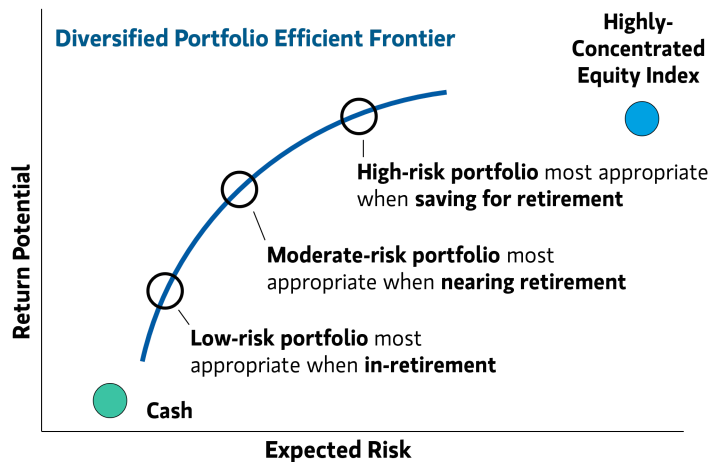 Diversified Portfolio Efficient Frontier
Highly-
Concentrated
Equity Index
High-risk portfolio most appropriate
when saving for retirement
Moderate-risk portfolio most
appropriate when nearing retirement
Low-risk portfolio most
appropriate when in-retirement
Cash
Return Potential
Expected Risk